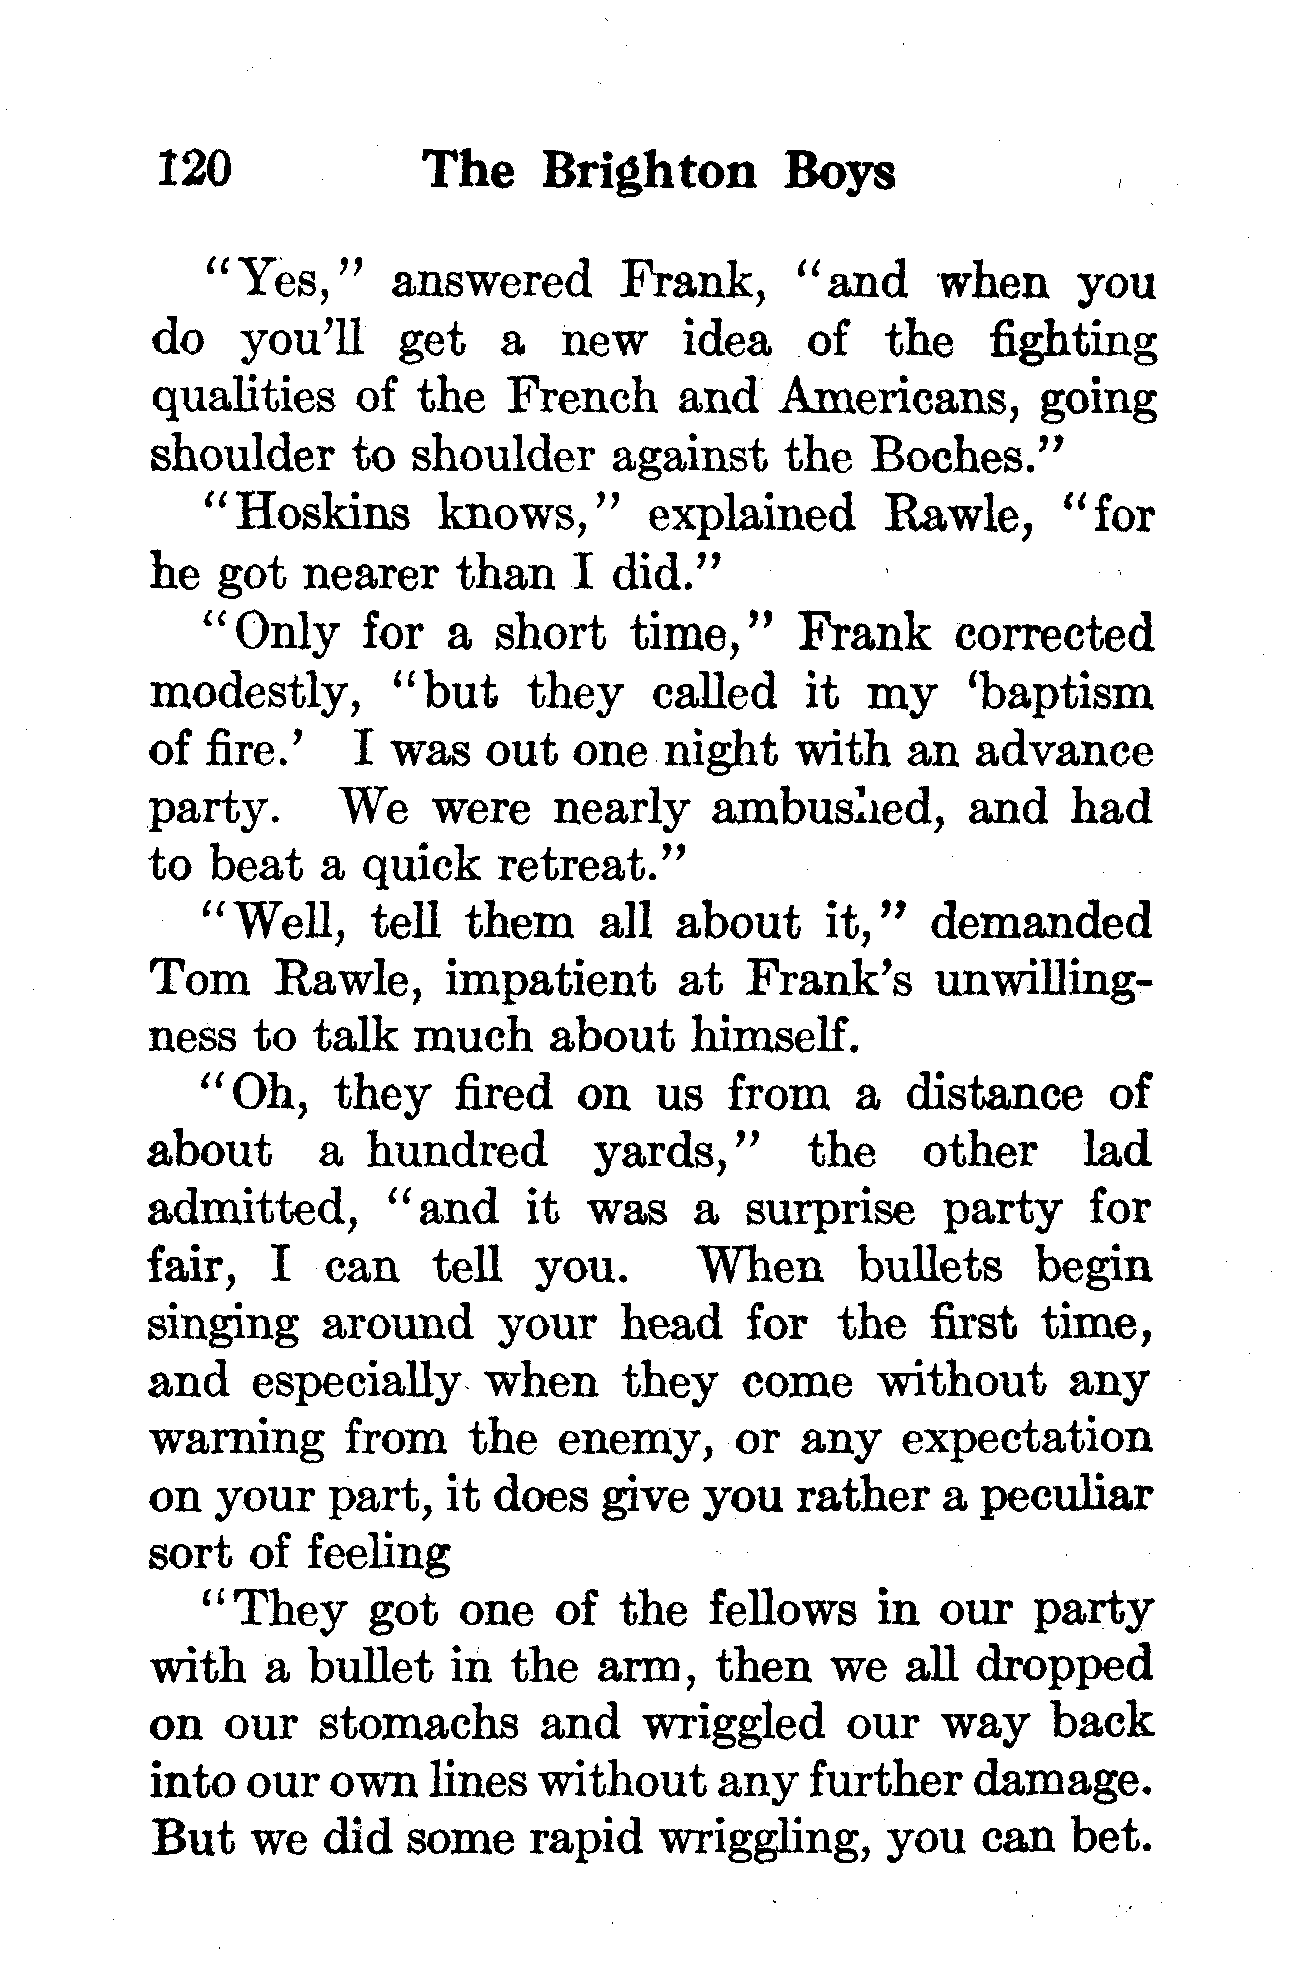 120 The Brighton Boys
"Yes," answered Frank, "and when you
do you'll get a new idea of the fighting
qualities of the French and Americans, going
shoulder to shoulder against the Boches."
"Hoskins knows," explained Rawle, "for
he got nearer than I did."
"Only for a short time," Frank corrected
modestly, "but they called it my 'baptism
of fire.' I was out one night with an advance
party. We were nearly ambushed, and had
to beat a quick retreat."
"Well, tell them all about it," demanded
Tom Rawle, impatient at Frank's unwilling-
ness to talk much about himself.
"Oh, they fired on us from a distance of
about a hundred yards," the other lad
admitted, "and it was a surprise party for
fair, I can tell you. When bullets begin
singing around your head for the first time,
and especially when they come without any
warning from the enemy, or any expectation
on your part, it does give you rather a peculiar
sort of feeling
"They got one of the fellows in our party
with a bullet in the arm, then we all dropped
on our stomachs and wriggled our way back
into our own lines without any further damage.
But we did some rapid wriggling, you can bet.